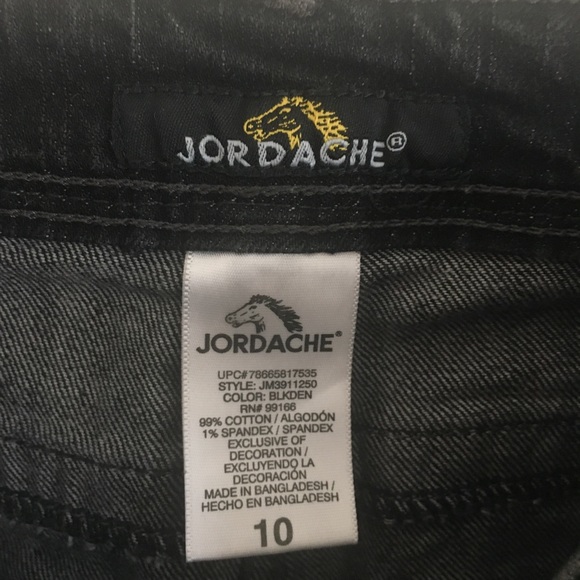 JORDACHE®
JORDACHE®
UPC#78665817535
STYLE: JM3911250
COLOR: BLKDEN
RN# 99166
99% COTTON / ALGODÓN
1% SPANDEX / SPANDEX
EXCLUSIVE OF
DECORATION /
EXCLUYENDO LA
DECORACIÓN
MADE IN BANGLADESH /
HECHO EN BANGLADESH
10